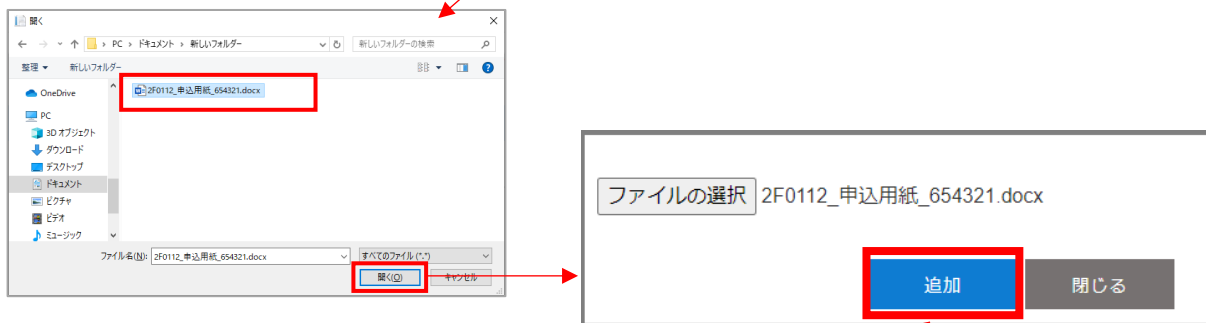 開く
PC › ドキュメント › 新しいフォルダー
新しいフォルダーの検索
整理 新しいフォルダー
OneDrive
2F0112_申込用紙_654321.docx
PC
3D オブジェクト
ダウンロード
デスクトップ
ドキュメント
ピクチャ
ビデオ
ミュージック
ファイル名(N): 2F0112_申込用紙_654321.docx
すべてのファイル (*.*)
開く(O) キャンセル
ファイルの選択 2F0112_申込用紙_654321.docx
追加 閉じる